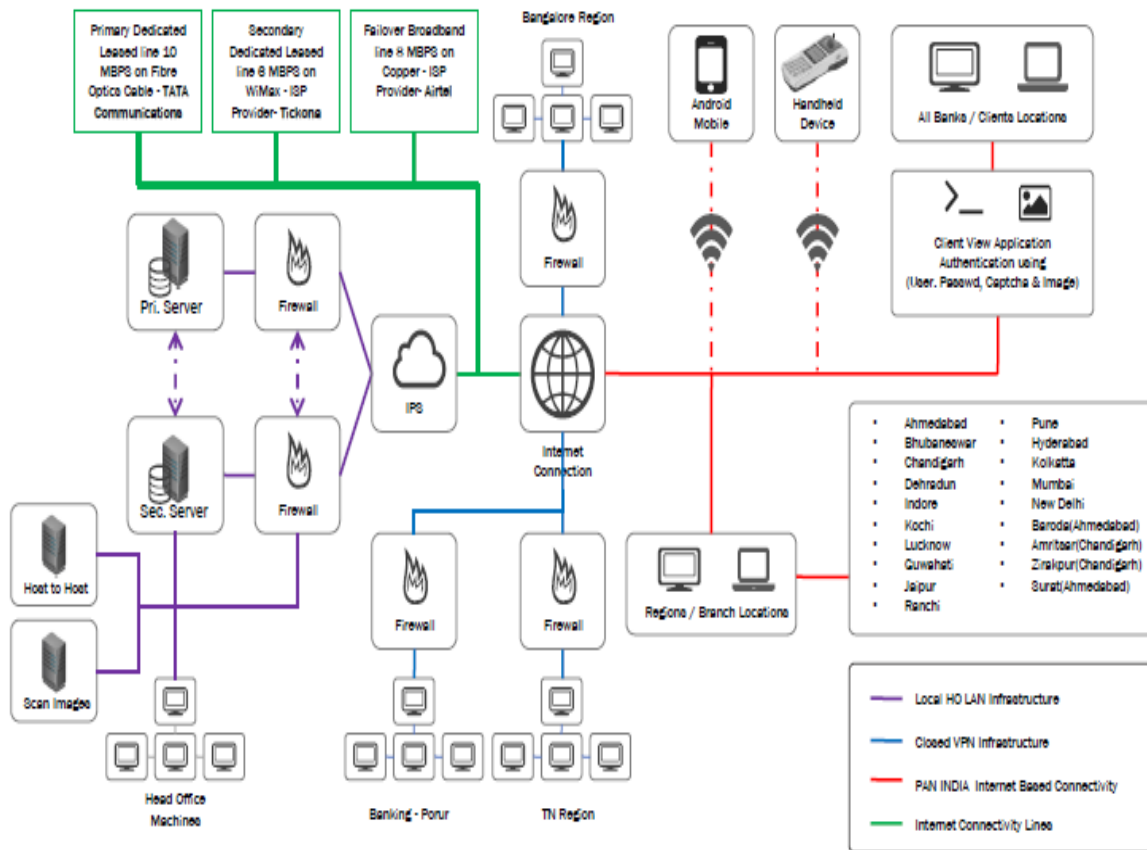 Primary Dedicated
Leased line 10
MBPS on Fibre
Optics Cable - TATA
Communications
Secondary
Dedicated Leased
line 6 MBPS on
WiMax - ISP
Provider- Tickona
Failover Broadband
line 8 MBPS on
Copper - ISP
Provider- Airtel
Bangalore Region
Android
Mobile
Handheld
Device
All Banks / Clients Locations
Client View Application
Authentication using
(User, Passwd, Captcha & Image)
Firewall
Pri. Server
Firewall
IPS
Internet
Connection
Sec. Server
Firewall
Host to Host
Scan Images
Head Office
Machines
Firewall
Banking - Porur
Firewall
TN Region
Regions / Branch Locations
Ahmedabad
Bhubaneswar
Chandigarh
Dehradun
Indore
Kochi
Lucknow
Guwahati
Jaipur
Ranchi
Pune
Hyderabad
Kolkatta
Mumbai
New Delhi
Baroda(Ahmedabad)
Amritsar(Chandigarh)
Zirakpur(Chandigarh)
Surat(Ahmedabad)
Local HO LAN Infrastructure
Closed VPN Infrastructure
PAN INDIA Internet Based Connectivity
Internet Connectivity Lines